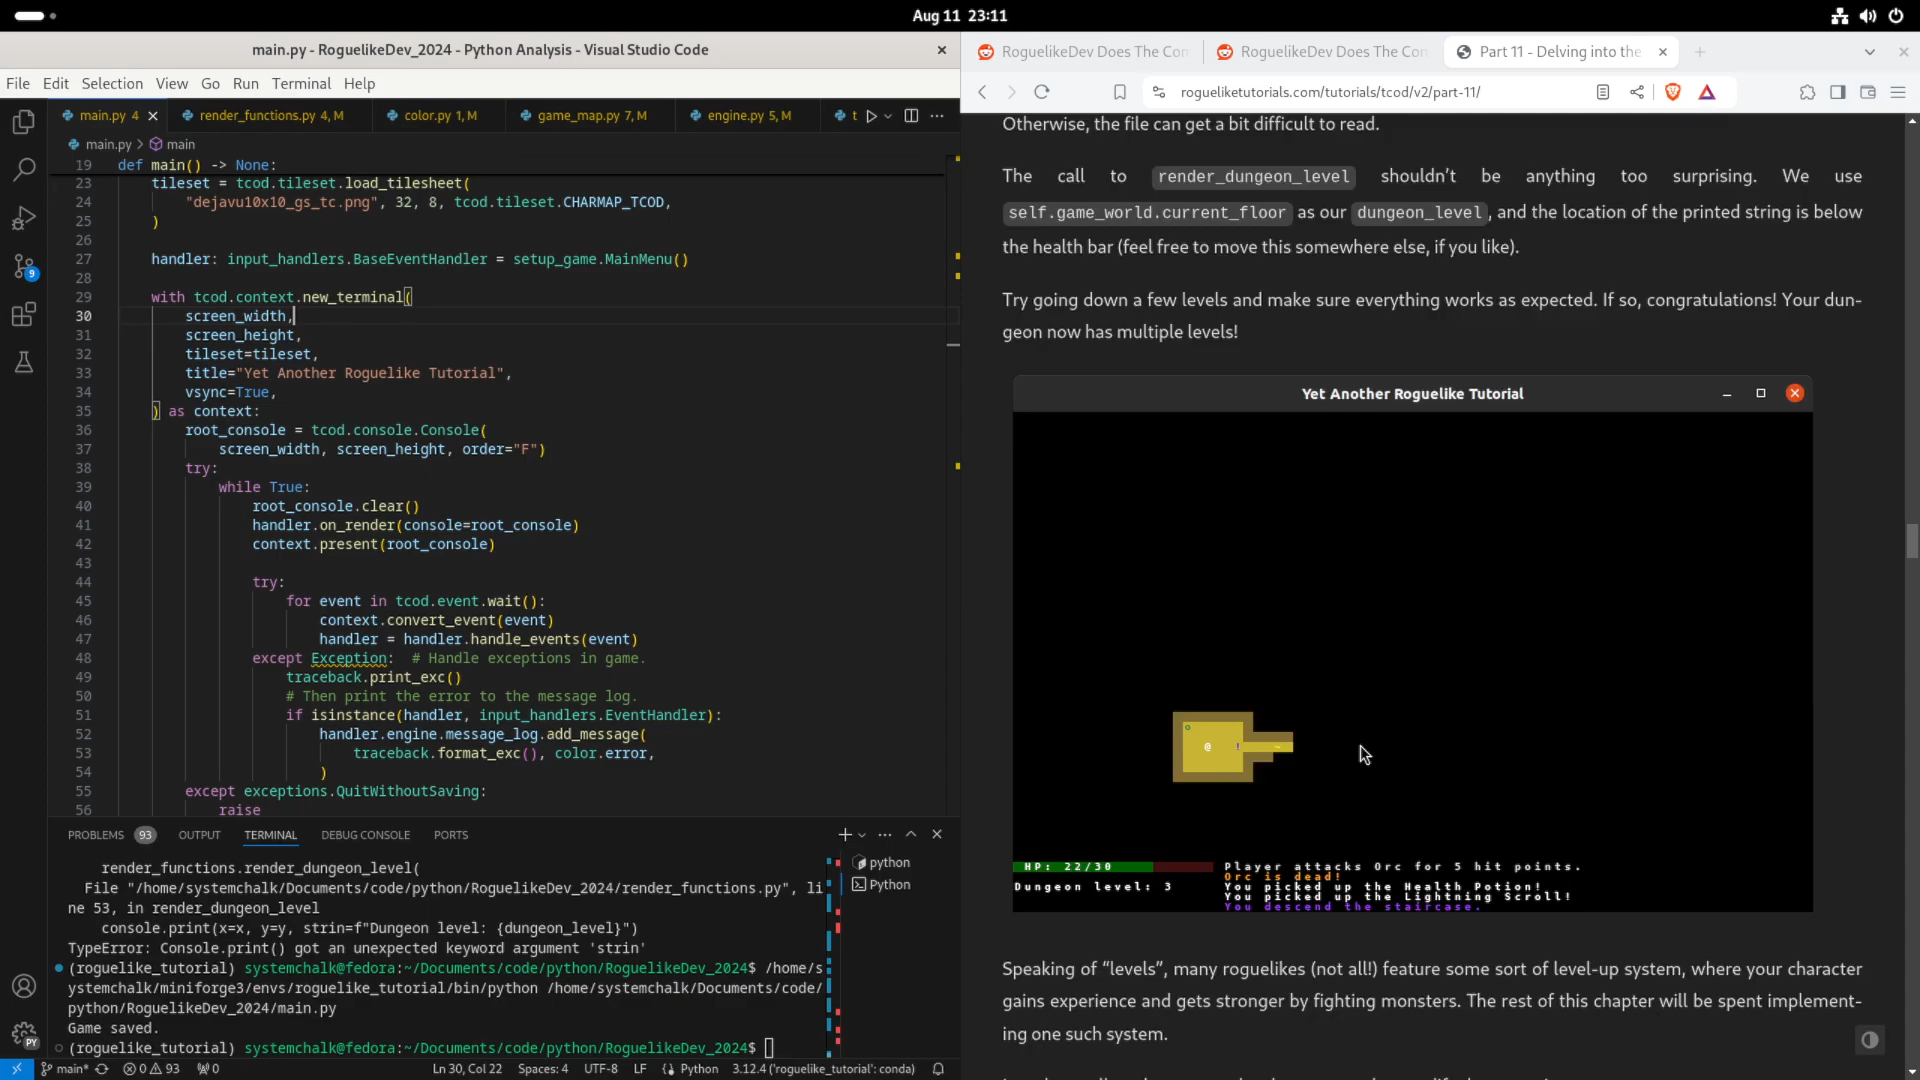 Aug 11 23:11
main.py - RoguelikeDev_2024 - Python Analysis - Visual Studio Code
File Edit Selection View Go Run Terminal Help
main.py 4
render_functions.py 4, M
color.py 1, M
game_map.py 7, M
engine.py 5, M
t
main.py > main
19 def main() -> None:
23 tileset = tcod.tileset.load_tilesheet(
24 "dejavu10x10_gs_tc.png", 32, 8, tcod.tileset.CHARMAP_TCOD,
25 )
26
27 handler: input_handlers.BaseEventHandler = setup_game.MainMenu()
28
29 with tcod.context.new_terminal(
30 screen_width,
31 screen_height,
32 tileset=tileset,
33 title="Yet Another Roguelike Tutorial",
34 vsync=True,
35 ) as context:
36 root_console = tcod.console.Console(
37 screen_width, screen_height, order="F")
38 try:
39 while True:
40 root_console.clear()
41 handler.on_render(console=root_console)
42 context.present(root_console)
43
44 try:
45 for event in tcod.event.wait():
46 context.convert_event(event)
47 handler = handler.handle_events(event)
48 except Exception: # Handle exceptions in game.
49 traceback.print_exc()
50 # Then print the error to the message log.
51 if isinstance(handler, input_handlers.EventHandler):
52 handler.engine.message_log.add_message(
53 traceback.format_exc(), color.error,
54 )
55 except exceptions.QuitWithoutSaving:
56 raise
PROBLEMS 93 OUTPUT TERMINAL DEBUG CONSOLE PORTS
render_functions.render_dungeon_level(
File "/home/systemchalk/Documents/code/python/RoguelikeDev_2024/render_functions.py", li
ne 53, in render_dungeon_level
console.print(x=x, y=y, strin=f"Dungeon level: {dungeon_level}")
TypeError: Console.print() got an unexpected keyword argument 'strin'
(roguelike_tutorial) systemchalk@fedora:~/Documents/code/python/RoguelikeDev_2024$ /home/s
ystemchalk/miniforge3/envs/roguelike_tutorial/bin/python /home/systemchalk/Documents/code/
python/RoguelikeDev_2024/main.py
Game saved.
(roguelike_tutorial) systemchalk@fedora:~/Documents/code/python/RoguelikeDev_2024$
python
Python
9
PY
main* 0 93 0 Ln 30, Col 22 Spaces: 4 UTF-8 LF Python 3.12.4 ('roguelike_tutorial': conda)
RoguelikeDev Does The Con
RoguelikeDev Does The Con
Part 11 - Delving into the
rogueliketutorials.com/tutorials/tcod/v2/part-11/
Otherwise, the file can get a bit difficult to read.
The call to render_dungeon_level shouldn't be anything too surprising. We use
self.game_world.current_floor as our dungeon_level, and the location of the printed string is below
the health bar (feel free to move this somewhere else, if you like).
Try going down a few levels and make sure everything works as expected. If so, congratulations! Your dun-
geon now has multiple levels!
Yet Another Roguelike Tutorial
@ ! ~
HP: 22/30
Dungeon level: 3
Player attacks Orc for 5 hit points.
Orc is dead!
You picked up the Health Potion!
You picked up the Lightning Scroll!
You descend the staircase.
Speaking of “levels”, many roguelikes (not all!) feature some sort of level-up system, where your character
gains experience and gets stronger by fighting monsters. The rest of this chapter will be spent implement-
ing one such system.